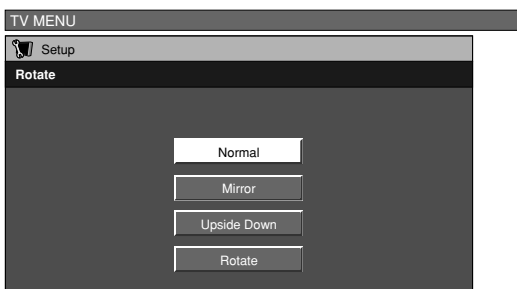 TV MENU
Setup
Rotate
Normal
Mirror
Upside Down
Rotate